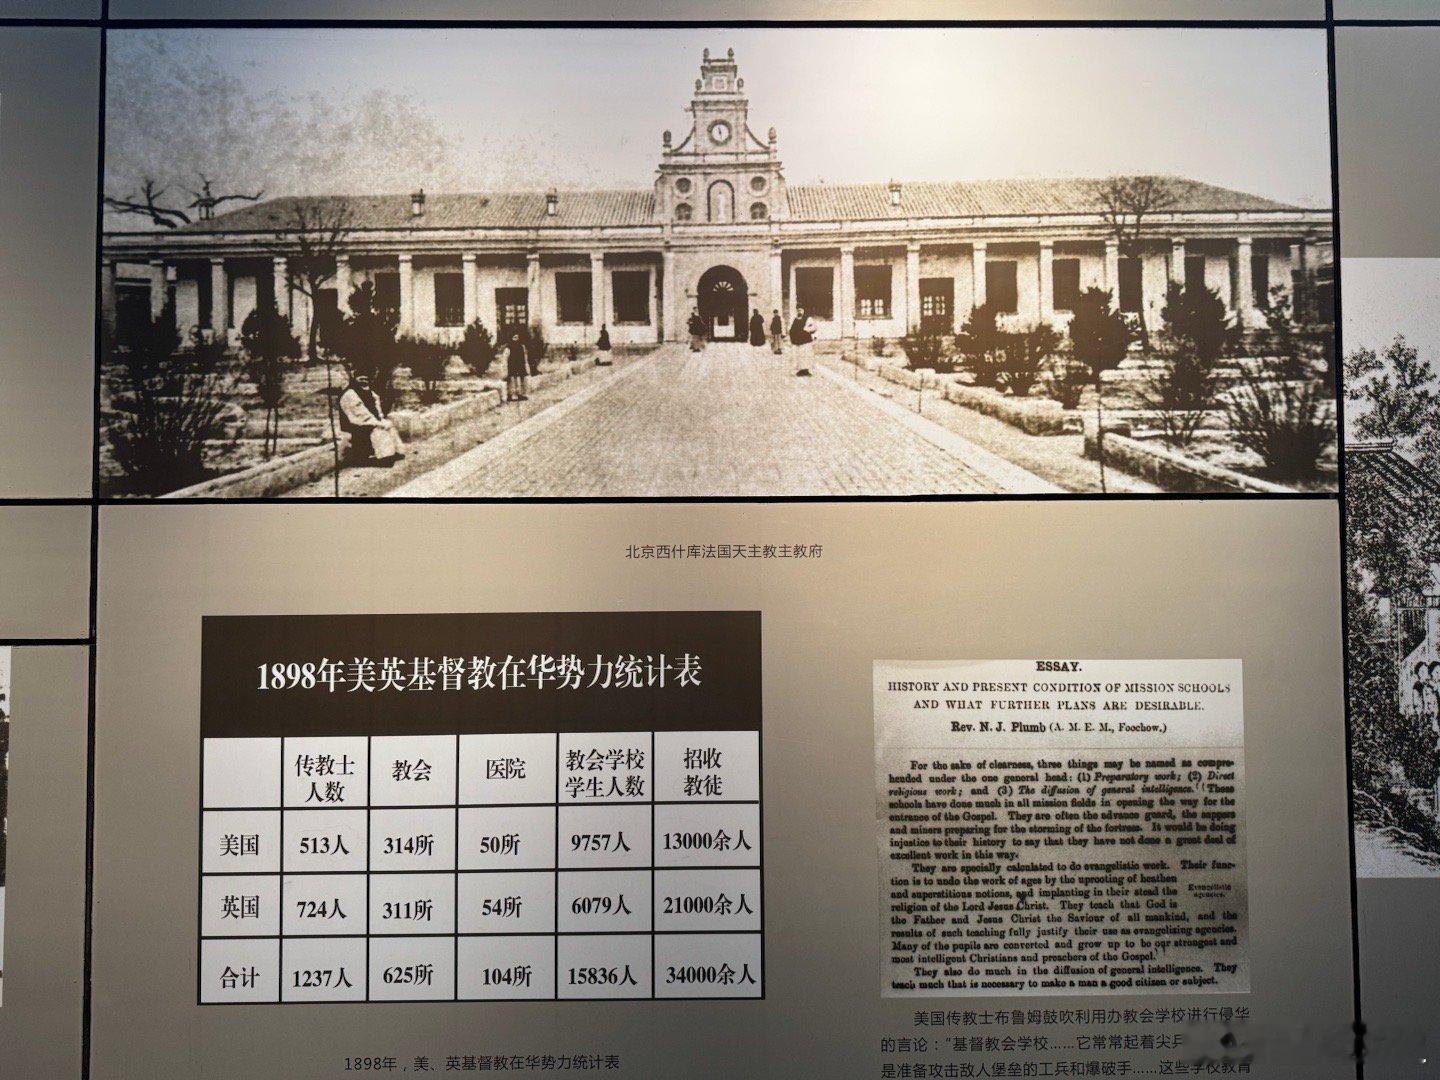 北京西什库法国天主教主教府
1898年美英基督教在华势力统计表
传教士人数 教会 医院 教会学校学生人数 招收教徒
美国 513人 314所 50所 9757人 13000余人
英国 724人 311所 54所 6079人 21000余人
合计 1237人 625所 104所 15836人 34000余人
1898年，美、英基督教在华势力统计表
ESSAY.
HISTORY AND PRESENT CONDITION OF MISSION SCHOOLS
AND WHAT FURTHER PLANS ARE DESIRABLE.
Rev. N. J. Plumb (A. M. E. M., Foochow,)
For the sake of clearness, three things may be named as compre-
hended under the one general head: (1) Preparatory work; (2) Direct
religious work; and (3) The diffusion of general intelligence. These
schools have done much in all mission fields in opening the way for the
entrance of the Gospel. They are often the advance guard, the sappers
and miners preparing for the storming of the fortress. It would be doing
injustice to their history to say that they have not done a great deal of
excellent work in this way.
They are specially calculated to do evangelistic work. Their func-
tion is to undo the work of ages by the uprooting of heathen
and superstitious notions, and implanting in their stead the
religion of the Lord Jesus Christ. They teach that God is
Evangelistic
agencies.
the Father and Jesus Christ the Saviour of all mankind, and the
results of such teaching fully justify their use as evangelizing agencies.
Many of the pupils are converted and grow up to be our strongest and
most intelligent Christians and preachers of the Gospel.
They also do much in the diffusion of general intelligence. They
teach much that is necessary to make a man a good citizen or subject.
美国传教士布鲁姆鼓吹利用办教会学校进行侵华
的言论："基督教会学校……它常常起着尖兵
是准备攻击敌人堡垒的工兵和爆破手……这些学校教育